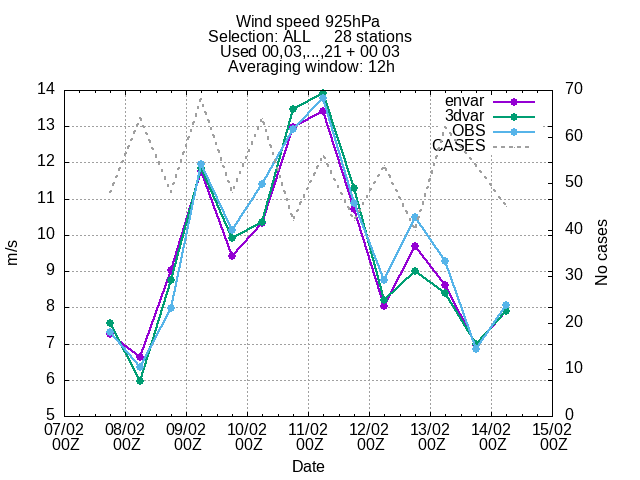 Wind speed 925hPa
Selection: ALL 28 stations
Used 00,03,...,21 + 00 03
Averaging window: 12h
14 70
envar
3dvar
OBS
CASES
13 60
12 50
11
10 40
9 30
8 20
7
6 10
5 0
m/s
No cases
07/02 08/02 09/02 10/02 11/02 12/02 13/02 14/02 15/02
00Z 00Z 00Z 00Z 00Z 00Z 00Z 00Z 00Z
Date